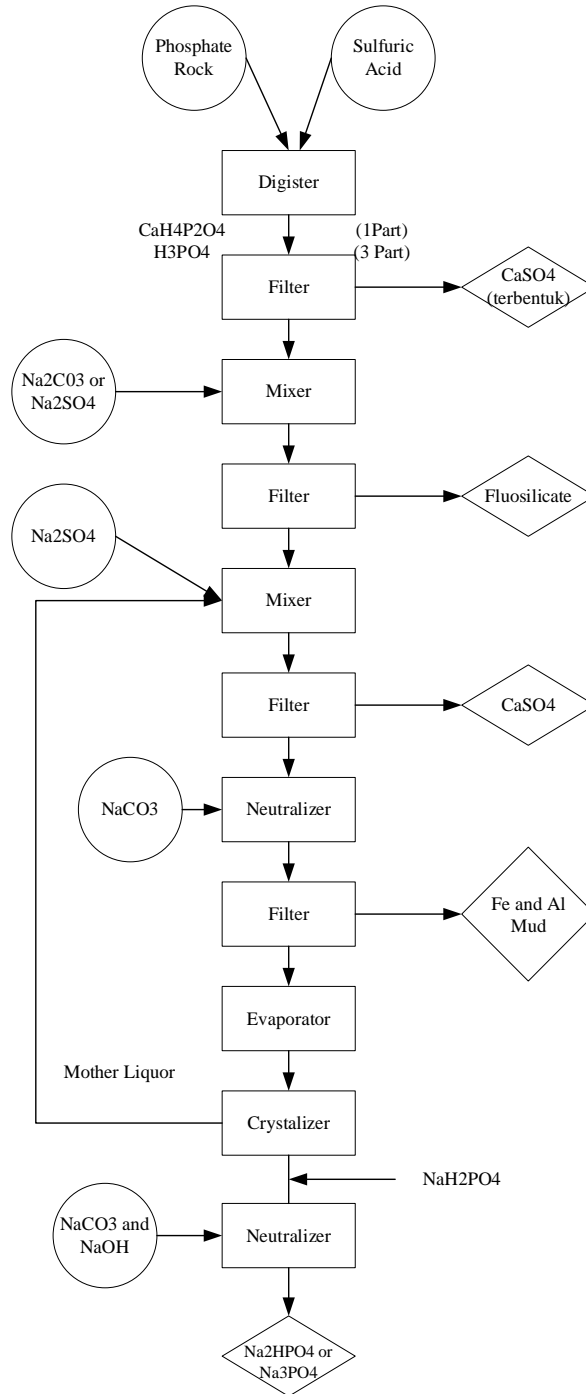 Phosphate
Rock
Sulfuric
Acid
Digister
CaH4P2O4
H3PO4
(1Part)
(3 Part)
Filter
CaSO4
(terbentuk)
Na2C03 or
Na2SO4
Mixer
Filter
Fluosilicate
Na2SO4
Mixer
Filter
CaSO4
NaCO3
Neutralizer
Filter
Fe and Al
Mud
Evaporator
Mother Liquor
Crystalizer
NaH2PO4
NaCO3 and
NaOH
Neutralizer
Na2HPO4 or
Na3PO4